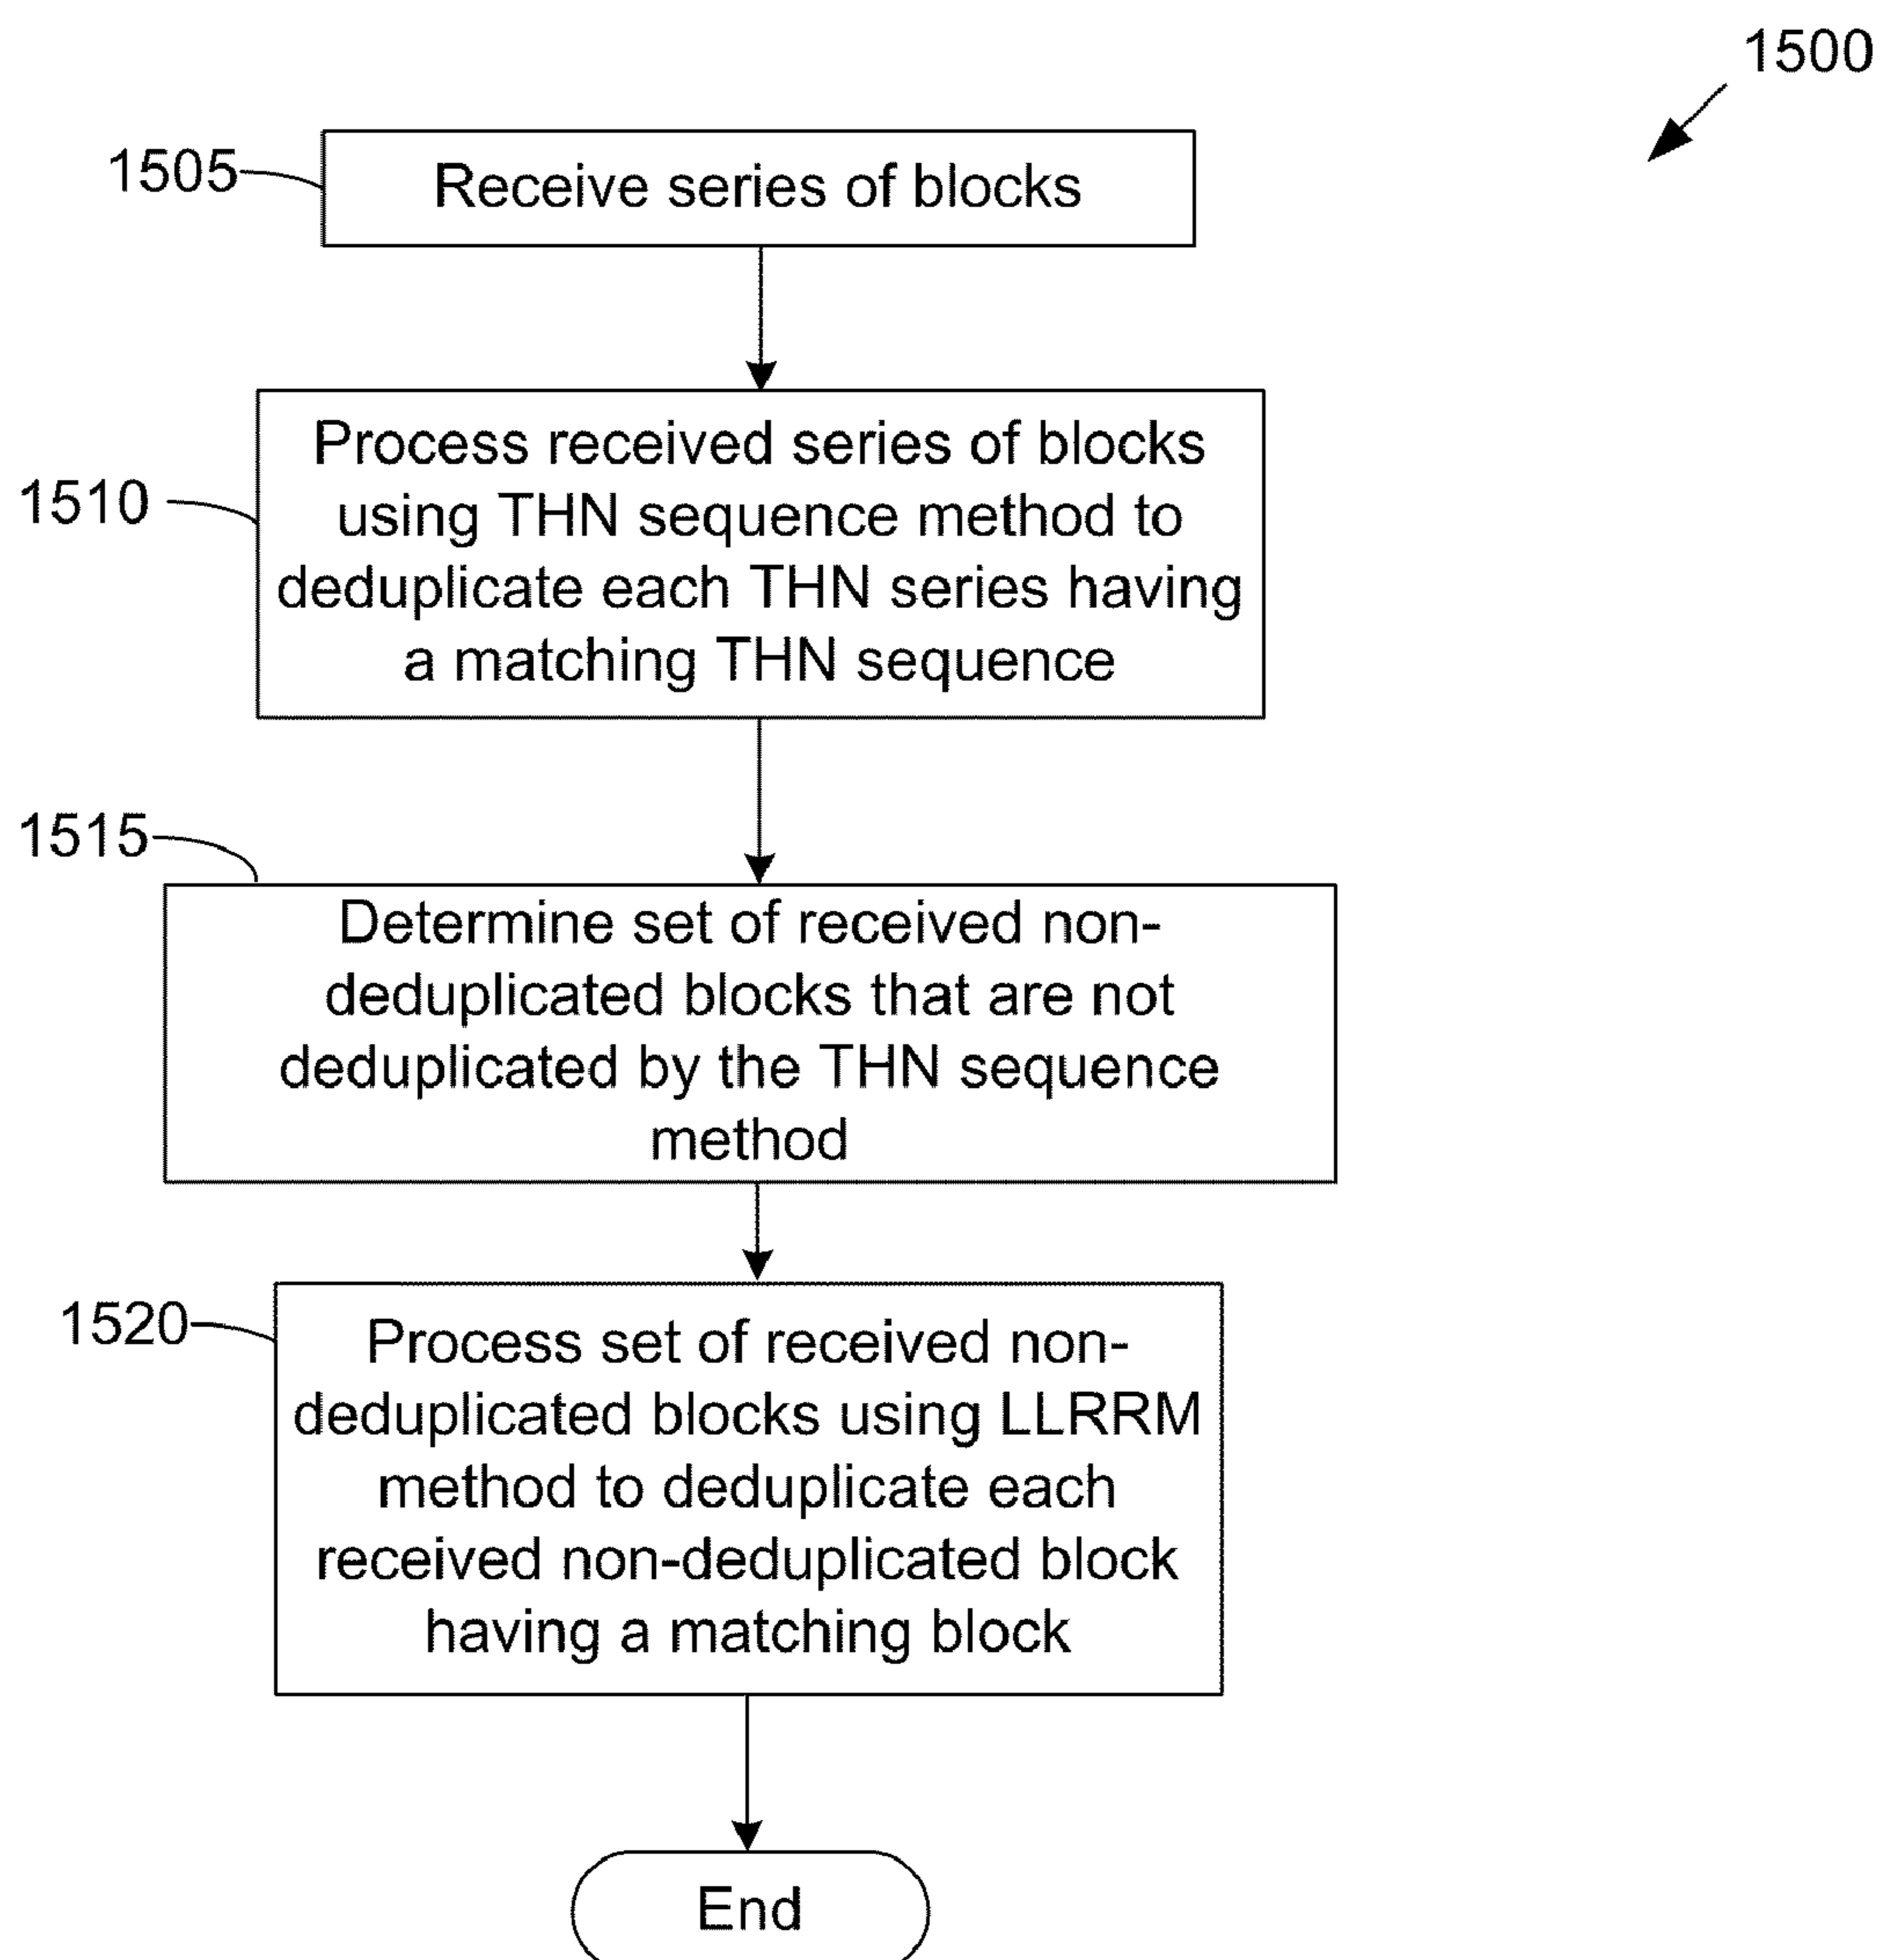 1500
1505
Receive series of blocks
1510
Process received series of blocks
using THN sequence method to
deduplicate each THN series having
a matching THN sequence
1515
Determine set of received non-
deduplicated blocks that are not
deduplicated by the THN sequence
method
1520
Process set of received non-
deduplicated blocks using LLRRM
method to deduplicate each
received non-deduplicated block
having a matching block
End